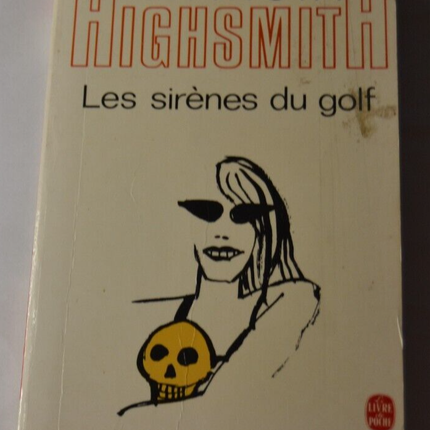 HIGHSMITH
Les sirènes du golf
LE
LIVRE
DE
POCHE